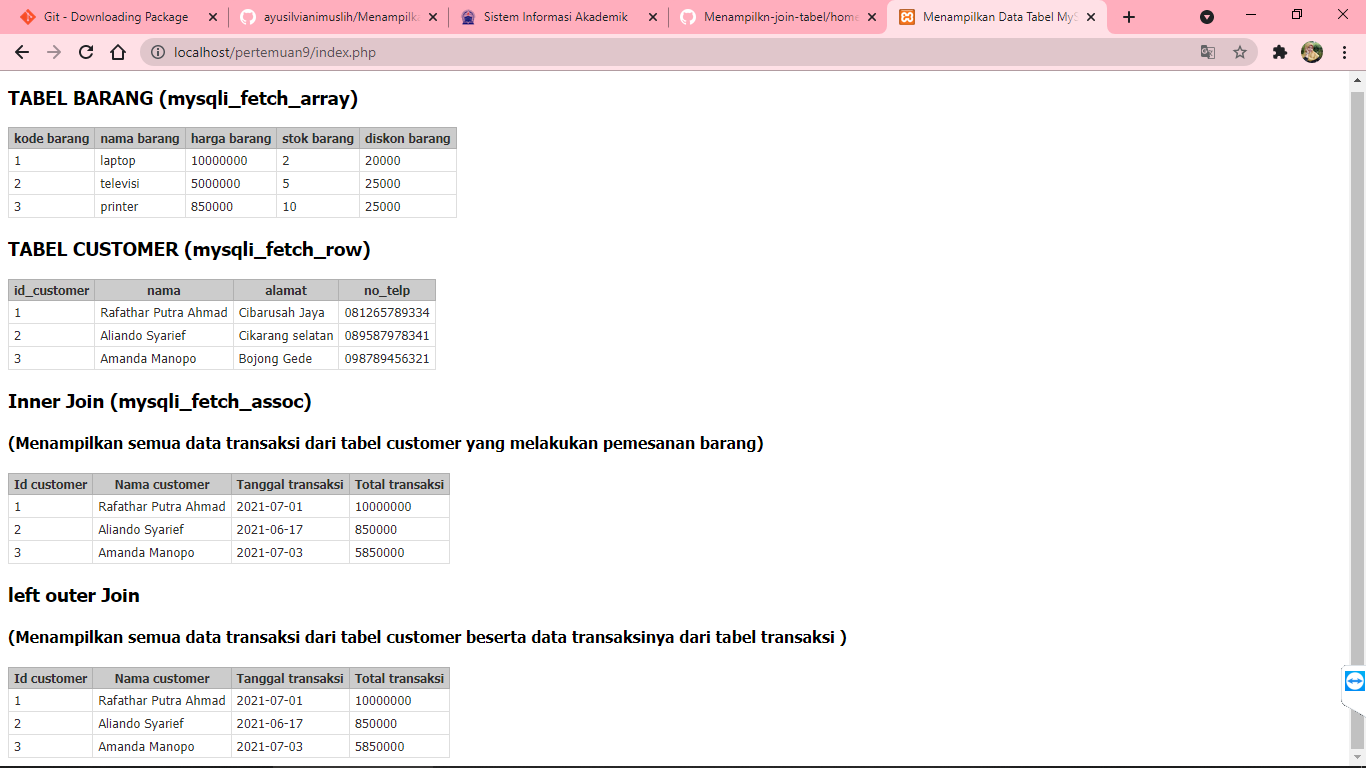 Git - Downloading Package
ayusilvianimuslih/Menampilk
Sistem Informasi Akademik
Menampilkn-join-tabel/home
Menampilkan Data Tabel MyS
localhost/pertemuan9/index.php
TABEL BARANG (mysqli_fetch_array)
kode barang nama barang harga barang stok barang diskon barang
1 laptop 10000000 2 20000
2 televisi 5000000 5 25000
3 printer 850000 10 25000
TABEL CUSTOMER (mysqli_fetch_row)
id_customer nama alamat no_telp
1 Rafathar Putra Ahmad Cibarusah Jaya 081265789334
2 Aliando Syarief Cikarang selatan 089587978341
3 Amanda Manopo Bojong Gede 098789456321
Inner Join (mysqli_fetch_assoc)
(Menampilkan semua data transaksi dari tabel customer yang melakukan pemesanan barang)
Id customer Nama customer Tanggal transaksi Total transaksi
1 Rafathar Putra Ahmad 2021-07-01 10000000
2 Aliando Syarief 2021-06-17 850000
3 Amanda Manopo 2021-07-03 5850000
left outer Join
(Menampilkan semua data transaksi dari tabel customer beserta data transaksinya dari tabel transaksi )
Id customer Nama customer Tanggal transaksi Total transaksi
1 Rafathar Putra Ahmad 2021-07-01 10000000
2 Aliando Syarief 2021-06-17 850000
3 Amanda Manopo 2021-07-03 5850000